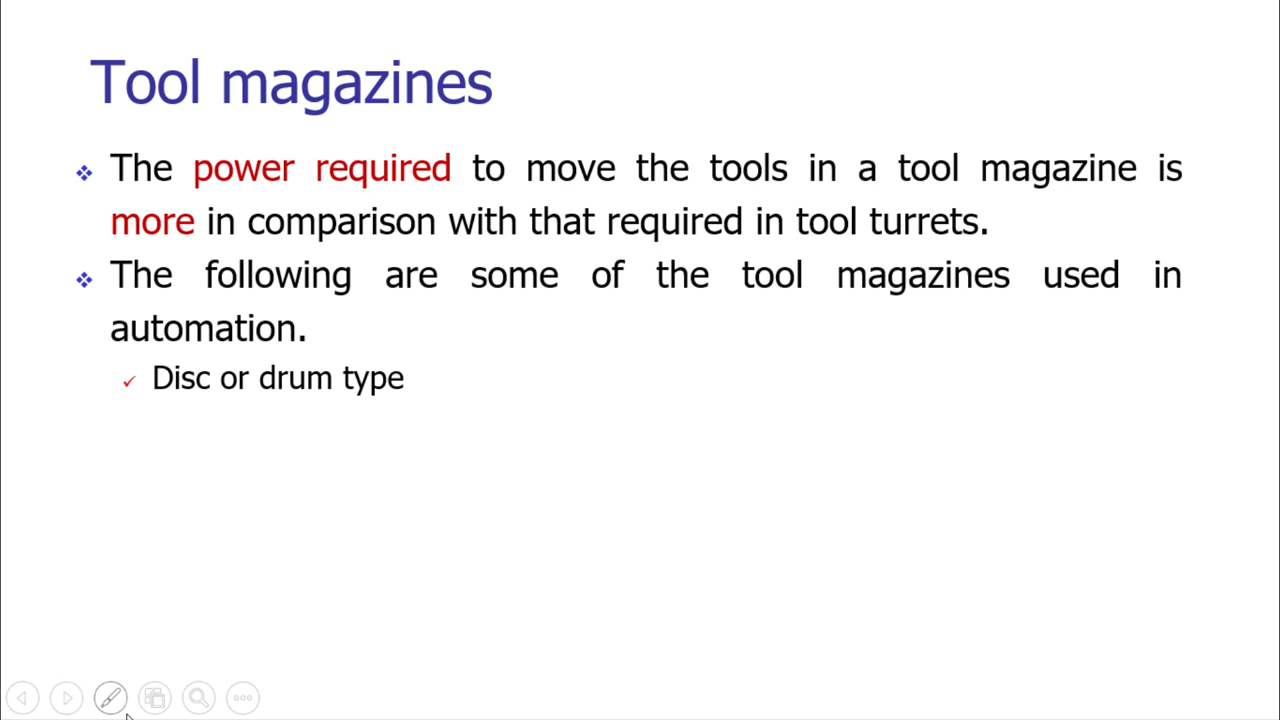 Tool magazines
The power required to move the tools in a tool magazine is
more in comparison with that required in tool turrets.
The following are some of the tool magazines used in
automation.
Disc or drum type